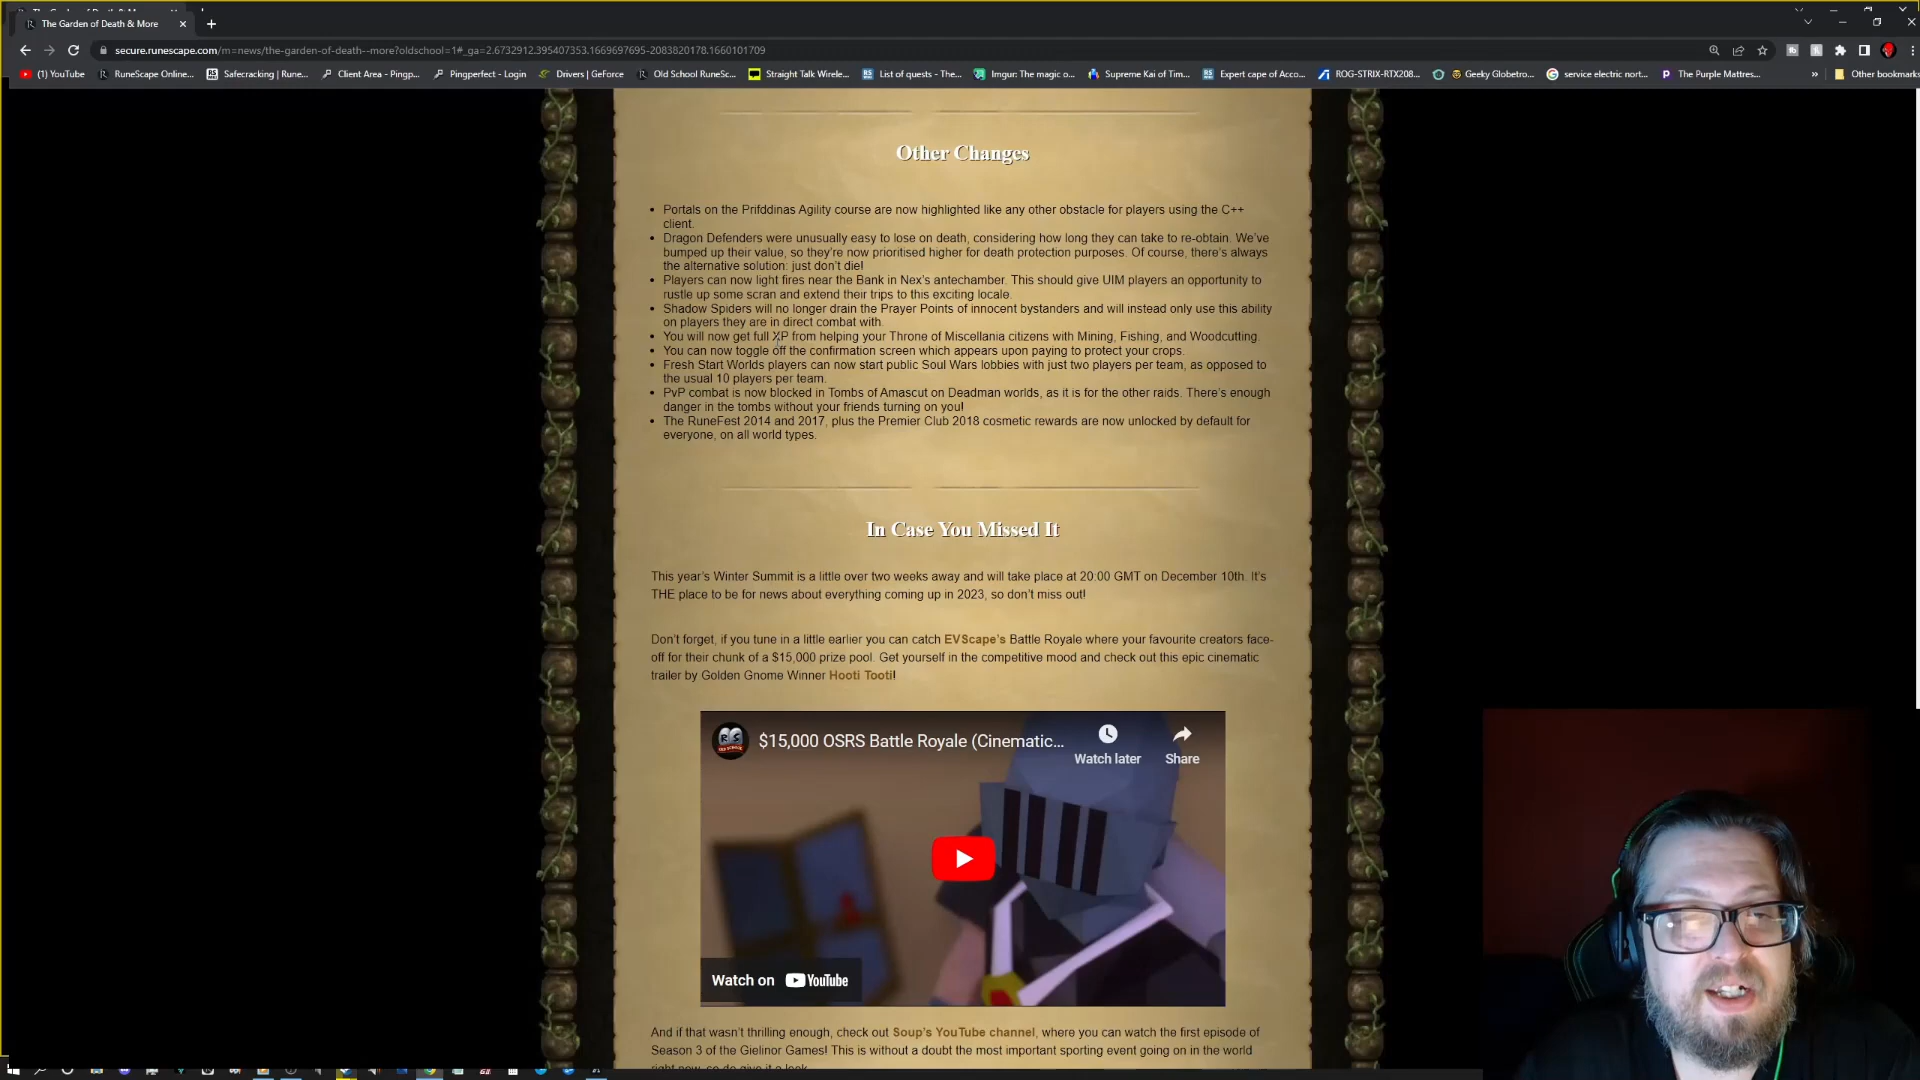 The Garden of Death & More
secure.runescape.com/m=news/the-garden-of-death--more?oldschool=1#_ga=2.6732912.395407353.1669697695-2083820178.1660101709
(1) YouTube
RuneScape Online...
Safecracking | Rune...
Client Area - Pingp...
Pingperfect - Login
Drivers | GeForce
Old School RuneSc...
Straight Talk Wirele...
List of quests - The...
Imgur: The magic o...
Supreme Kai of Tim...
Expert cape of Acco...
ROG-STRIX-RTX208...
Geeky Globetro...
service electric nort...
The Purple Mattres...
Other bookmarks
Other Changes
Portals on the Prifddinas Agility course are now highlighted like any other obstacle for players using the C++
client.
Dragon Defenders were unusually easy to lose on death, considering how long they can take to re-obtain. We've
bumped up their value, so they're now prioritised higher for death protection purposes. Of course, there's always
the alternative solution: just don't die!
Players can now light fires near the Bank in Nex's antechamber. This should give UIM players an opportunity to
rustle up some scran and extend their trips to this exciting locale.
Shadow Spiders will no longer drain the Prayer Points of innocent bystanders and will instead only use this ability
on players they are in direct combat with.
You will now get full XP from helping your Throne of Miscellania citizens with Mining, Fishing, and Woodcutting.
You can now toggle off the confirmation screen which appears upon paying to protect your crops.
Fresh Start Worlds players can now start public Soul Wars lobbies with just two players per team, as opposed to
the usual 10 players per team.
PvP combat is now blocked in Tombs of Amascut on Deadman worlds, as it is for the other raids. There's enough
danger in the tombs without your friends turning on you!
The RuneFest 2014 and 2017, plus the Premier Club 2018 cosmetic rewards are now unlocked by default for
everyone, on all world types.
In Case You Missed It
This year's Winter Summit is a little over two weeks away and will take place at 20:00 GMT on December 10th. It's
THE place to be for news about everything coming up in 2023, so don't miss out!
Don't forget, if you tune in a little earlier you can catch EVScape's Battle Royale where your favourite creators face-
off for their chunk of a $15,000 prize pool. Get yourself in the competitive mood and check out this epic cinematic
trailer by Golden Gnome Winner Hooti Tooti!
$15,000 OSRS Battle Royale (Cinematic...
Watch later
Share
Watch on YouTube
And if that wasn't thrilling enough, check out Soup's YouTube channel, where you can watch the first episode of
Season 3 of the Gielinor Games! This is without a doubt the most important sporting event going on in the world